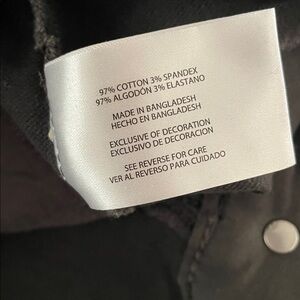 97% COTTON 3% SPANDEX
97% ALGODÓN 3% ELASTANO
MADE IN BANGLADESH
HECHO EN BANGLADESH
EXCLUSIVE OF DECORATION
EXCLUSIVO DE DECORACION
SEE REVERSE FOR CARE
VER AL REVERSO PARA CUIDADO